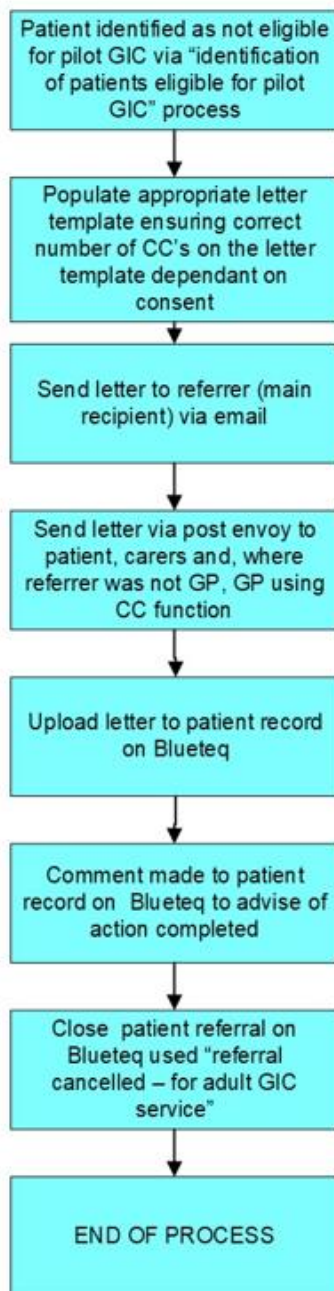 Patient identified as not eligible
for pilot GIC via “identification
of patients eligible for pilot
GIC” process
Populate appropriate letter
template ensuring correct
number of CC’s on the letter
template dependant on
consent
Send letter to referrer (main
recipient) via email
Send letter via post envoy to
patient, carers and, where
referrer was not GP, GP using
CC function
Upload letter to patient record
on Blueteq
Comment made to patient
record on  Blueteq to advise of
action completed
Close  patient referral on
Blueteq used “referral
cancelled – for adult GIC
service”
END OF PROCESS